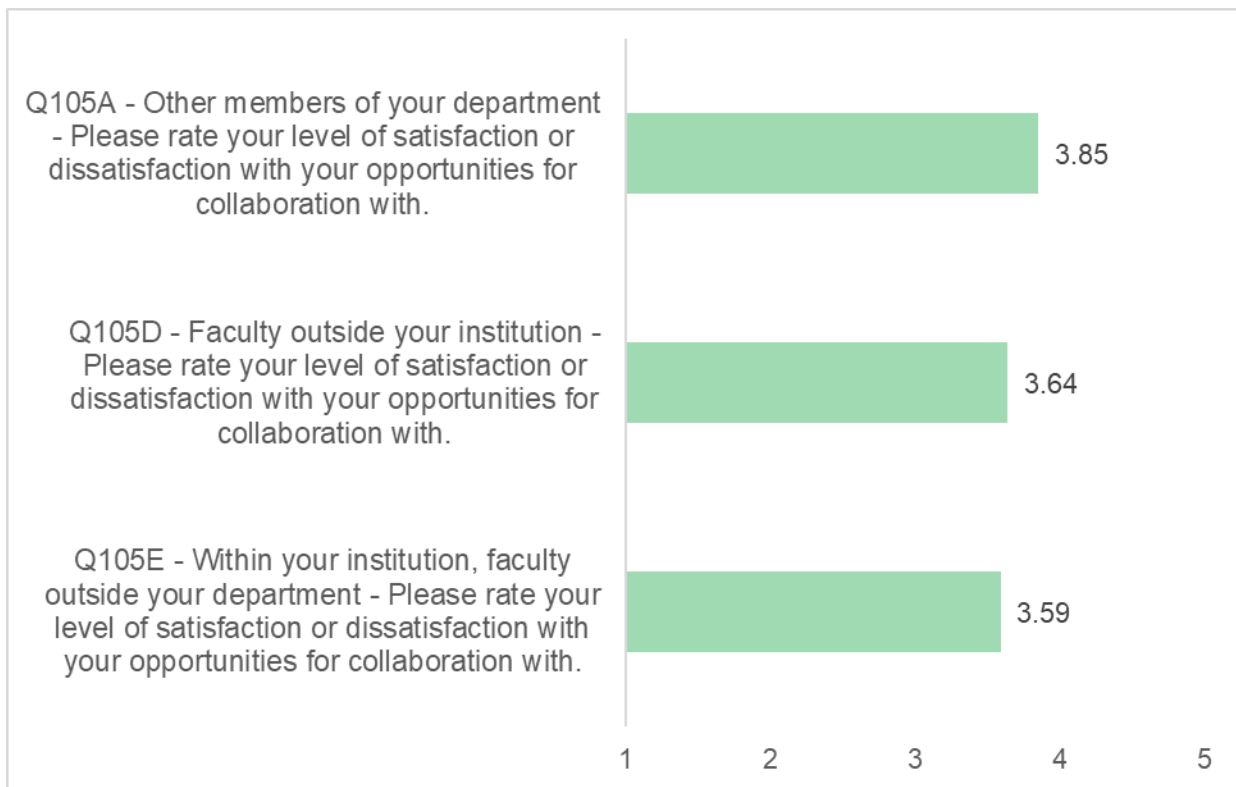 Q105A - Other members of your department
- Please rate your level of satisfaction or
dissatisfaction with your opportunities for
collaboration with.
3.85
Q105D - Faculty outside your institution -
Please rate your level of satisfaction or
dissatisfaction with your opportunities for
collaboration with.
3.64
Q105E - Within your institution, faculty
outside your department - Please rate your
level of satisfaction or dissatisfaction with
your opportunities for collaboration with.
3.59
1 2 3 4 5